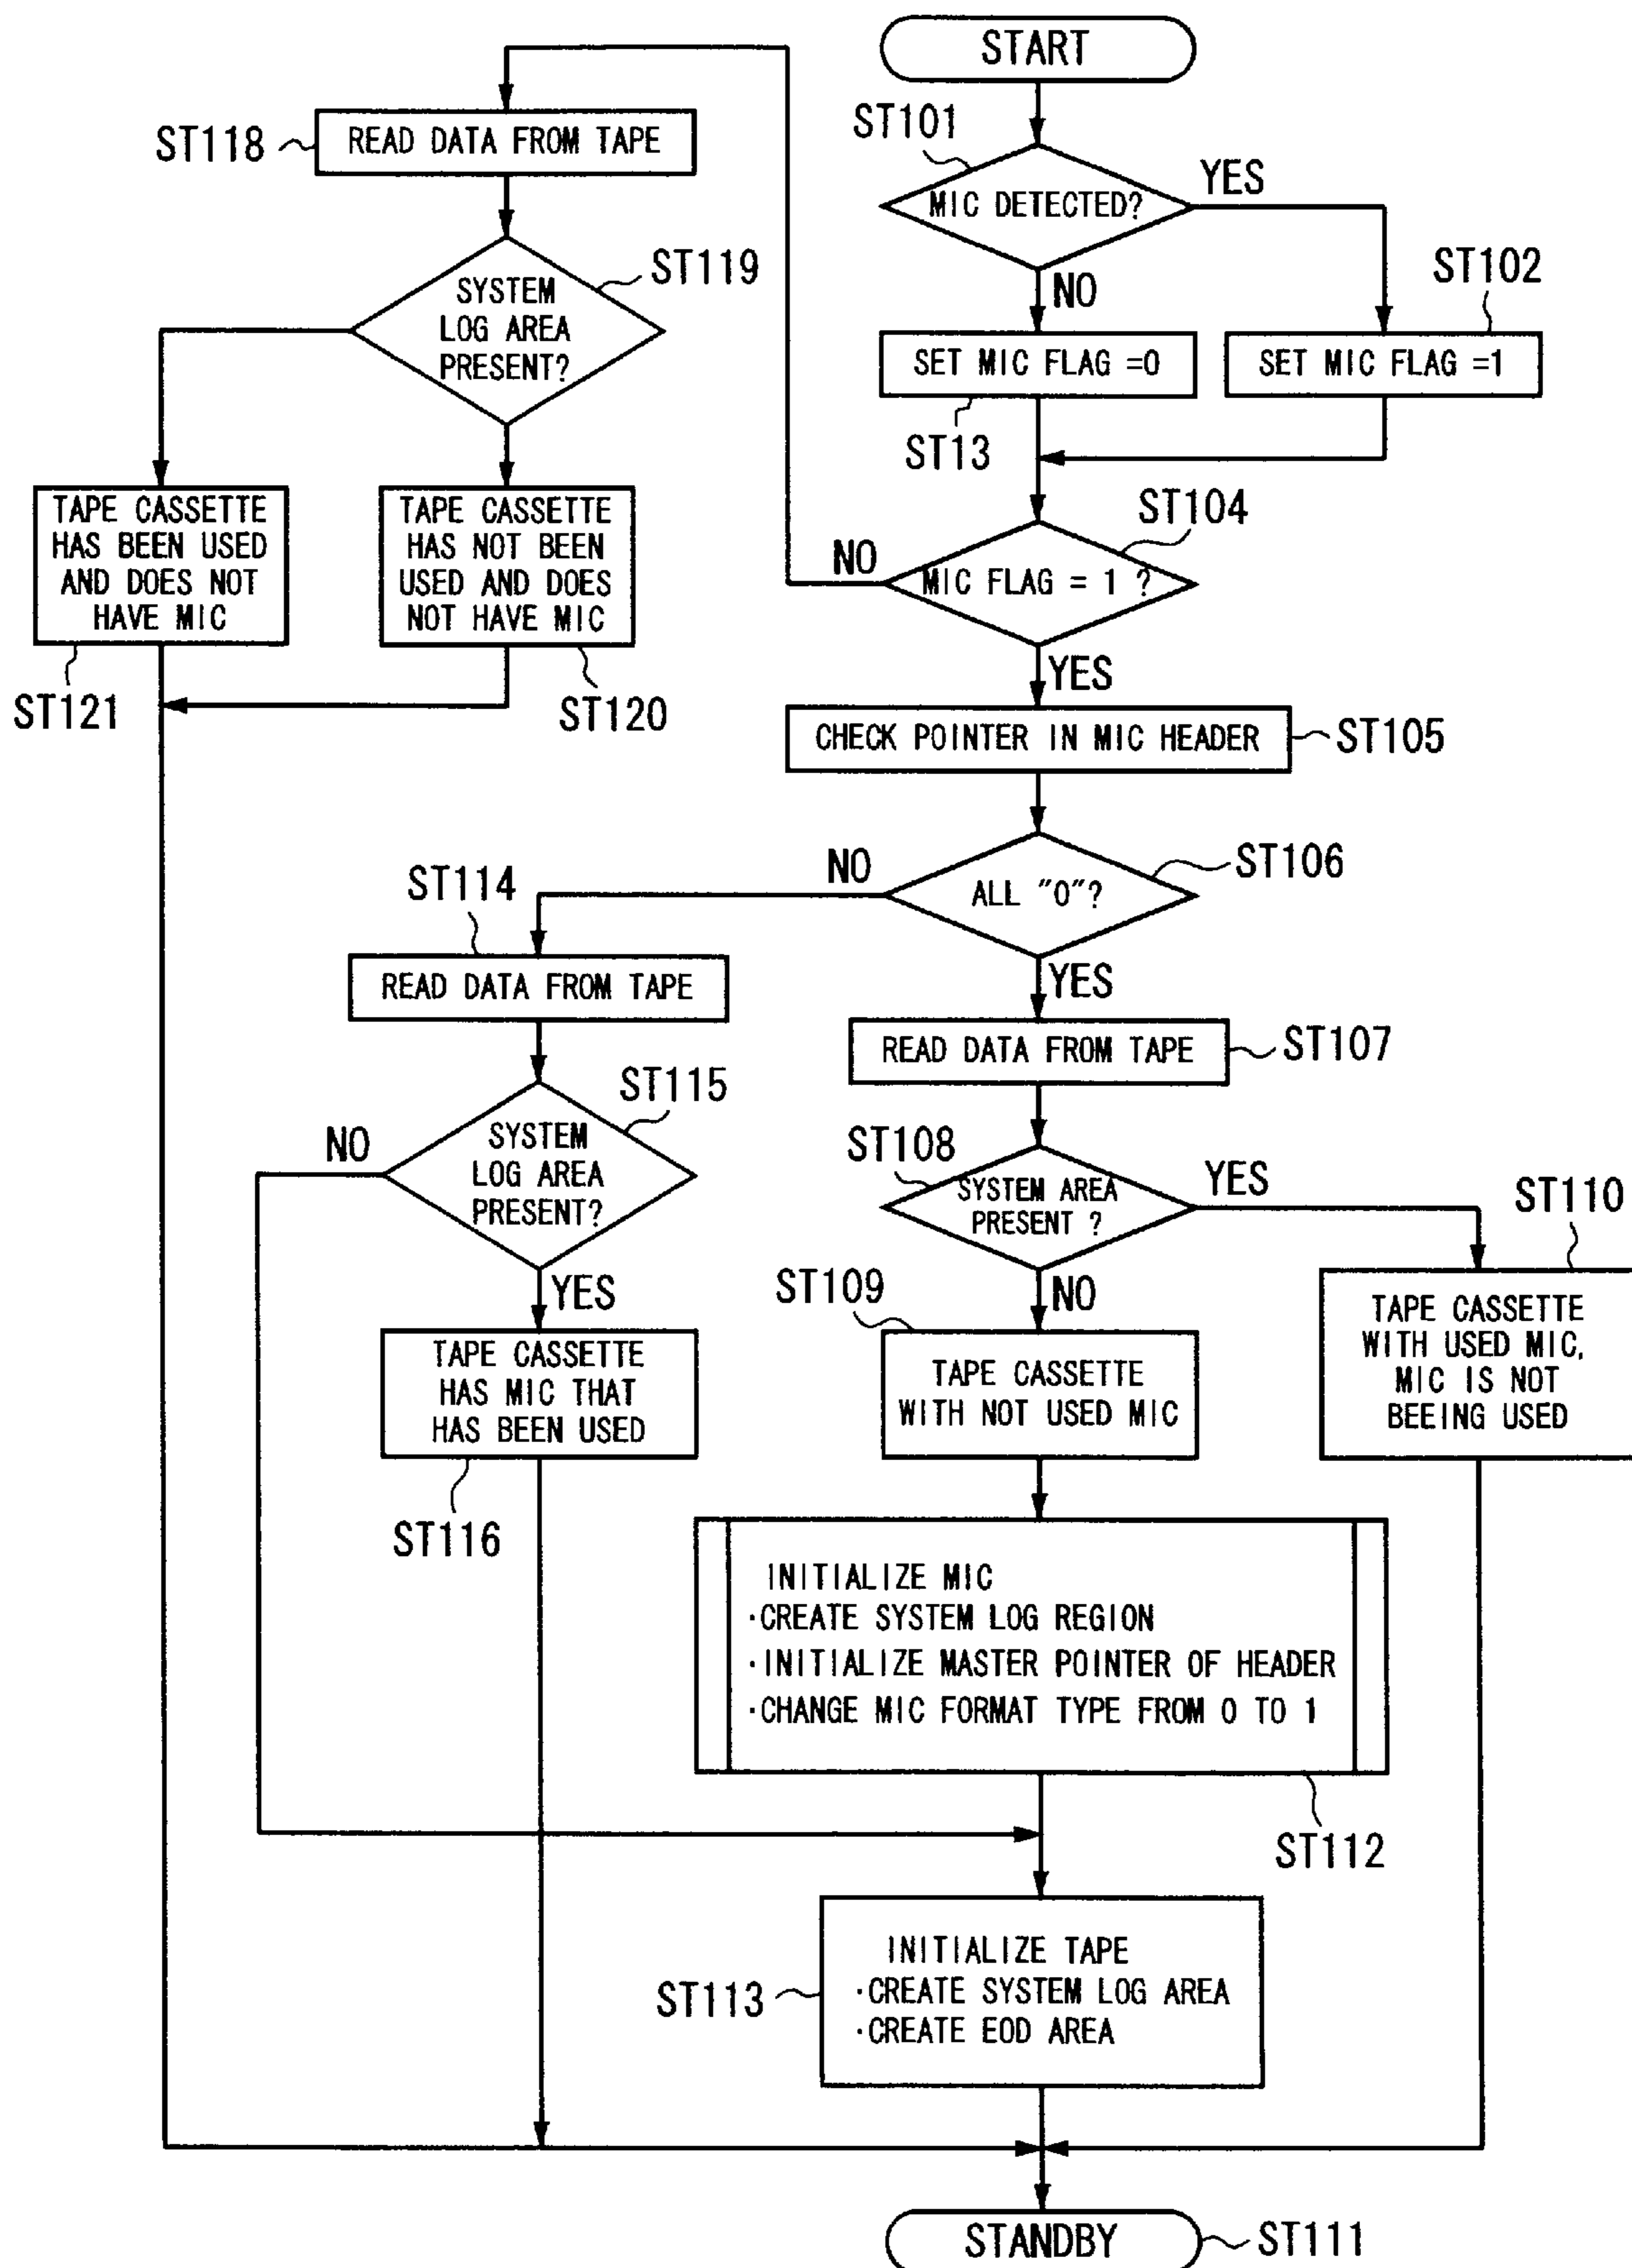 START
ST101
MIC DETECTED?
YES
NO
ST102
SET MIC FLAG =0
SET MIC FLAG =1
ST13
ST104
MIC FLAG = 1 ?
NO
YES
ST118
READ DATA FROM TAPE
ST119
SYSTEM
LOG AREA
PRESENT?
TAPE CASSETTE
HAS BEEN USED
AND DOES NOT
HAVE MIC
TAPE CASSETTE
HAS NOT BEEN
USED AND DOES
NOT HAVE MIC
ST121
ST120
CHECK POINTER IN MIC HEADER
ST105
ST106
ALL "0"?
NO
YES
ST114
READ DATA FROM TAPE
READ DATA FROM TAPE
ST107
ST115
SYSTEM
LOG AREA
PRESENT?
NO
YES
ST108
SYSTEM AREA
PRESENT ?
YES
NO
ST110
ST109
TAPE CASSETTE
HAS MIC THAT
HAS BEEN USED
ST116
TAPE CASSETTE
WITH NOT USED MIC
TAPE CASSETTE
WITH USED MIC,
MIC IS NOT
BEEING USED
INITIALIZE MIC
·CREATE SYSTEM LOG REGION
·INITIALIZE MASTER POINTER OF HEADER
·CHANGE MIC FORMAT TYPE FROM 0 TO 1
ST112
INITIALIZE TAPE
·CREATE SYSTEM LOG AREA
·CREATE EOD AREA
ST113
STANDBY
ST111